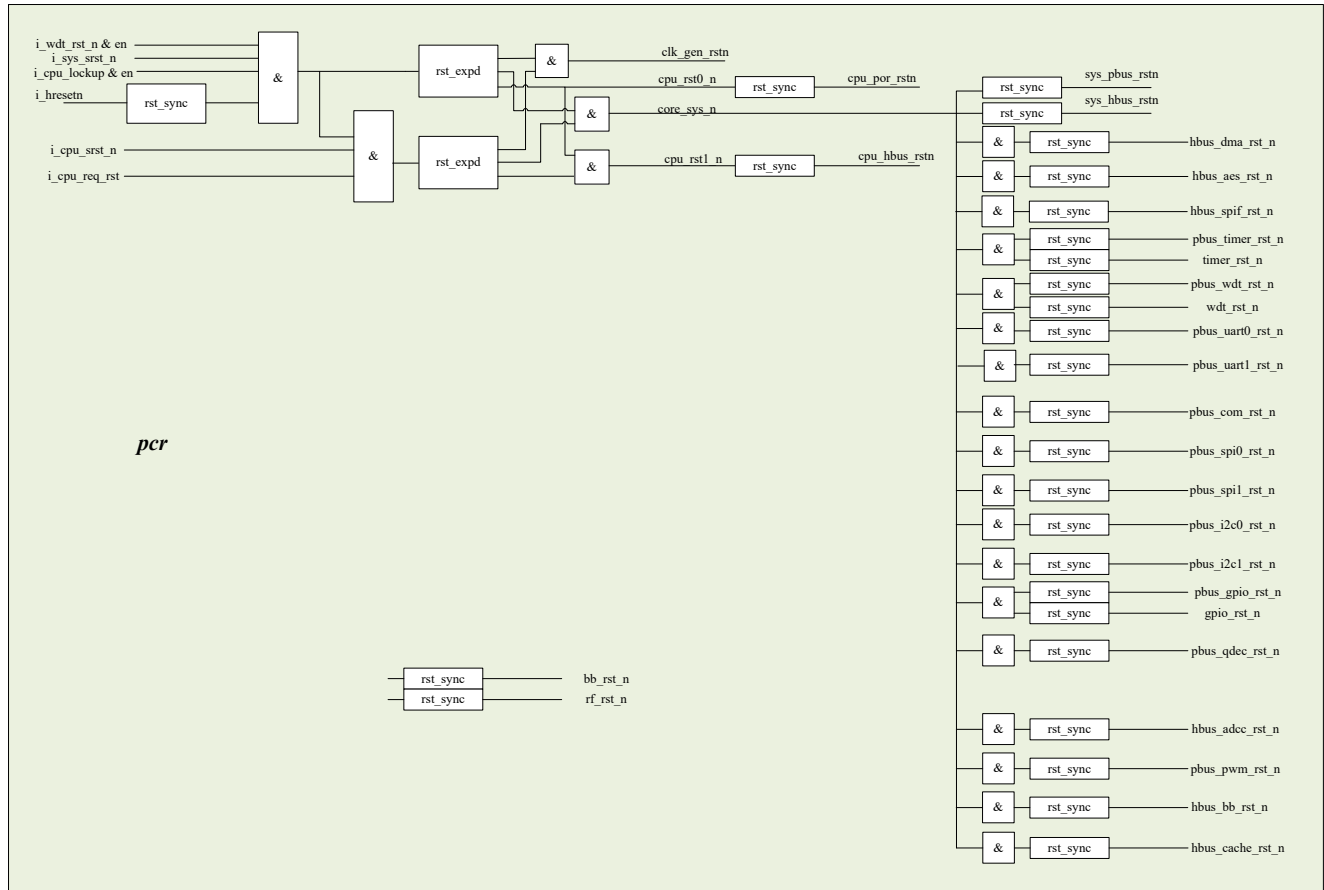 i_wdt_rst_n & en
i_sys_srst_n
i_cpu_lockup & en
i_hresetn
rst_sync
&
i_cpu_srst_n
i_cpu_req_rst
&
rst_expd
rst_expd
&
&
&
clk_gen_rstn
cpu_rst0_n
rst_sync
cpu_por_rstn
core_sys_n
cpu_rst1_n
rst_sync
cpu_hbus_rstn
rst_sync
sys_pbus_rstn
rst_sync
sys_hbus_rstn
& rst_sync hbus_dma_rst_n
& rst_sync hbus_aes_rst_n
& rst_sync hbus_spif_rst_n
& rst_sync pbus_timer_rst_n
rst_sync timer_rst_n
& rst_sync pbus_wdt_rst_n
rst_sync wdt_rst_n
& rst_sync pbus_uart0_rst_n
& rst_sync pbus_uart1_rst_n
& rst_sync pbus_com_rst_n
& rst_sync pbus_spi0_rst_n
& rst_sync pbus_spi1_rst_n
& rst_sync pbus_i2c0_rst_n
& rst_sync pbus_i2c1_rst_n
& rst_sync pbus_gpio_rst_n
rst_sync gpio_rst_n
& rst_sync pbus_qdec_rst_n
& rst_sync hbus_adcc_rst_n
& rst_sync pbus_pwm_rst_n
& rst_sync hbus_bb_rst_n
& rst_sync hbus_cache_rst_n
pcr
rst_sync bb_rst_n
rst_sync rf_rst_n